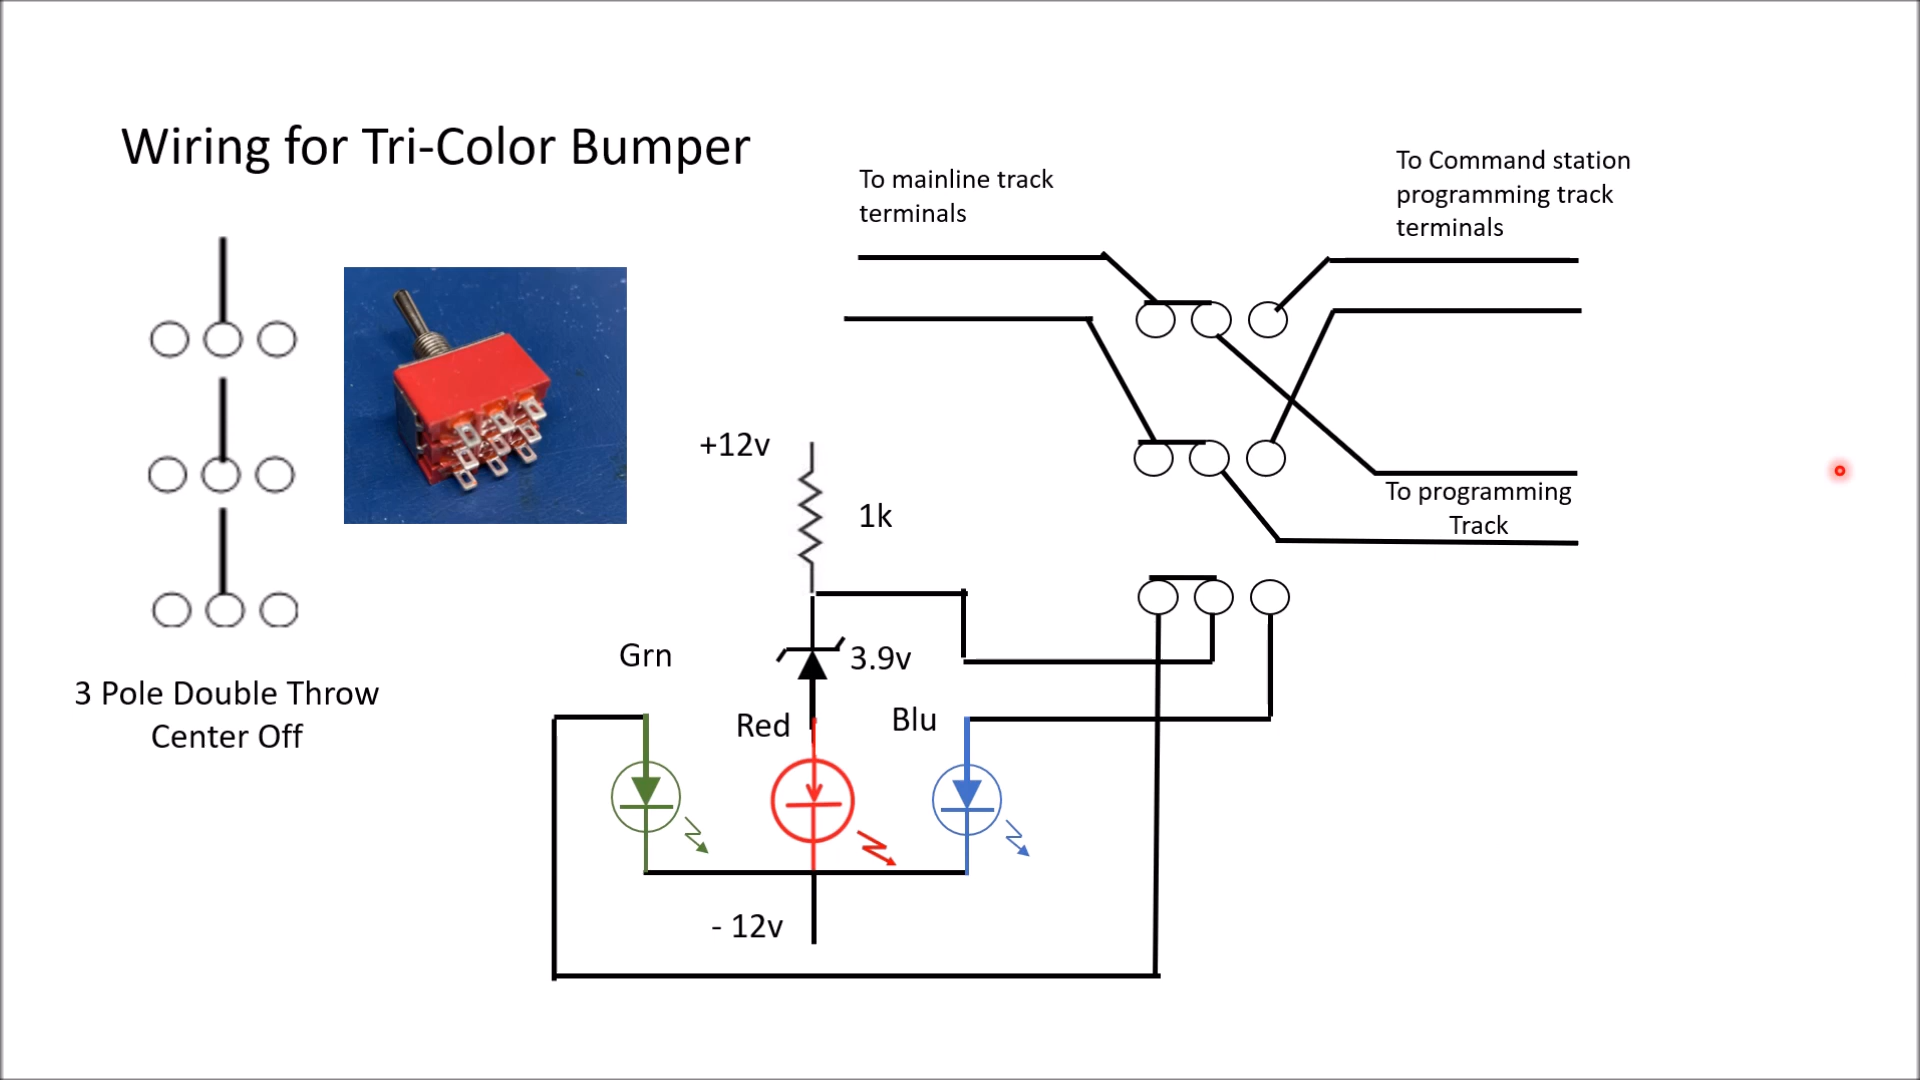 Wiring for Tri-Color Bumper
To mainline track
terminals
To Command station
programming track
terminals
+12v
1k
To programming
Track
Grn
3.9v
Red
Blu
3 Pole Double Throw
Center Off
- 12v